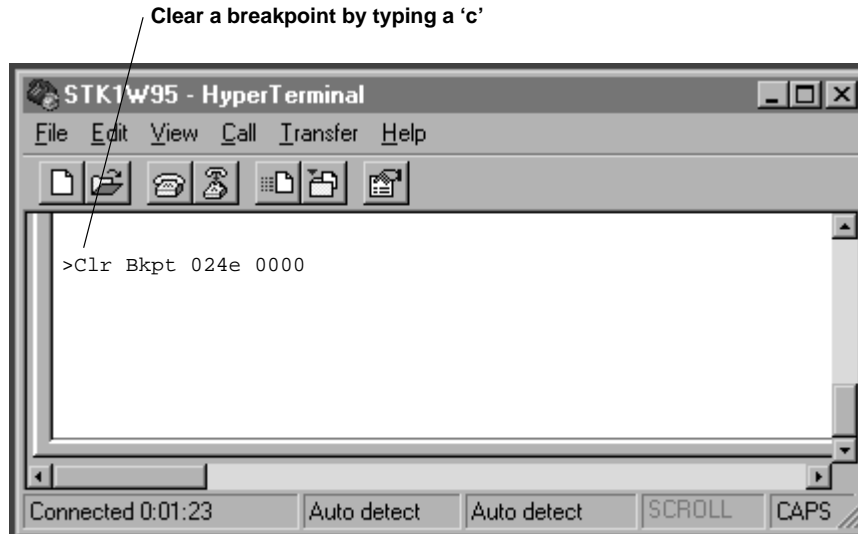 Clear a breakpoint by typing a ‘c’
STK1W95 - HyperTerminal
File Edit View Call Transfer Help
>Clr Bkpt 024e 0000
Connected 0:01:23 Auto detect Auto detect SCROLL CAPS